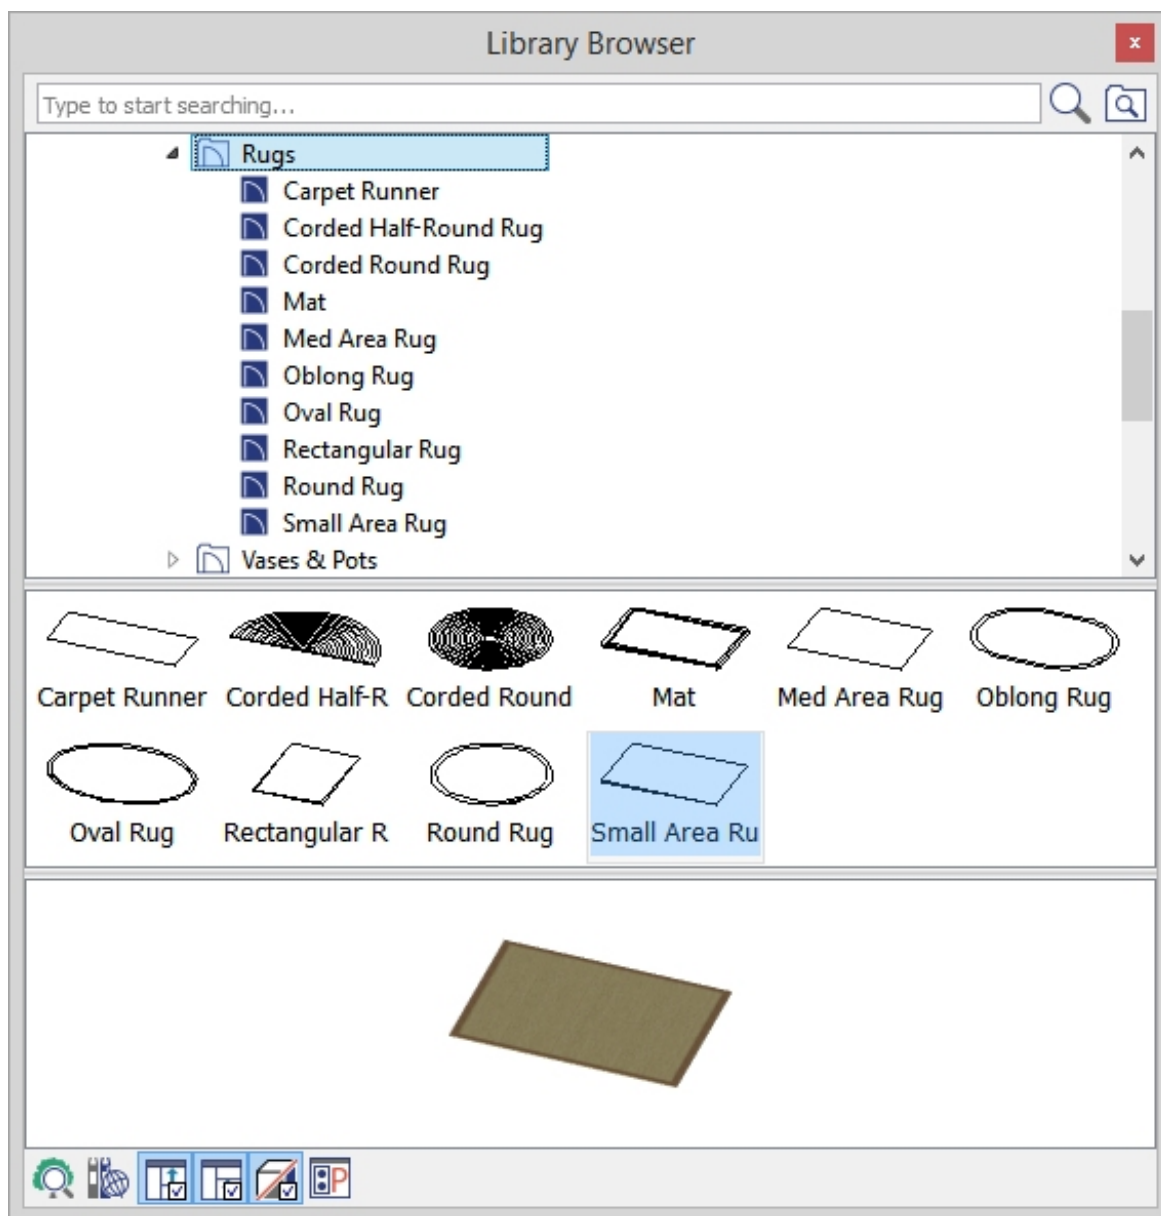 Library Browser
x
Type to start searching...
Rugs
Carpet Runner
Corded Half-Round Rug
Corded Round Rug
Mat
Med Area Rug
Oblong Rug
Oval Rug
Rectangular Rug
Round Rug
Small Area Rug
Vases & Pots
Carpet Runner Corded Half-R Corded Round Mat Med Area Rug Oblong Rug
Oval Rug Rectangular R Round Rug Small Area Ru
P